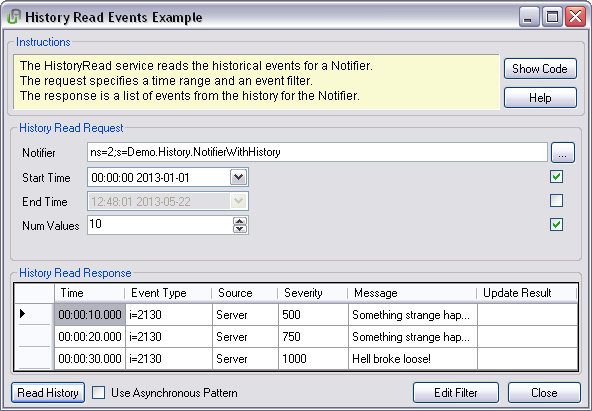 History Read Events Example
Instructions
The HistoryRead service reads the historical events for a Notifier.
The request specifies a time range and an event filter.
The response is a list of events from the history for the Notifier.
Show Code
Help
History Read Request
Notifier ns=2;s=Demo.History.NotifierWithHistory ...
Start Time 00:00:00 2013-01-01
End Time 12:48:01 2013-05-22
Num Values 10
History Read Response
Time Event Type Source Severity Message Update Result
00:00:10.000 i=2130 Server 500 Something strange hap...
00:00:20.000 i=2130 Server 750 Something strange hap...
00:00:30.000 i=2130 Server 1000 Hell broke loose!
Read History Use Asynchronous Pattern Edit Filter Close